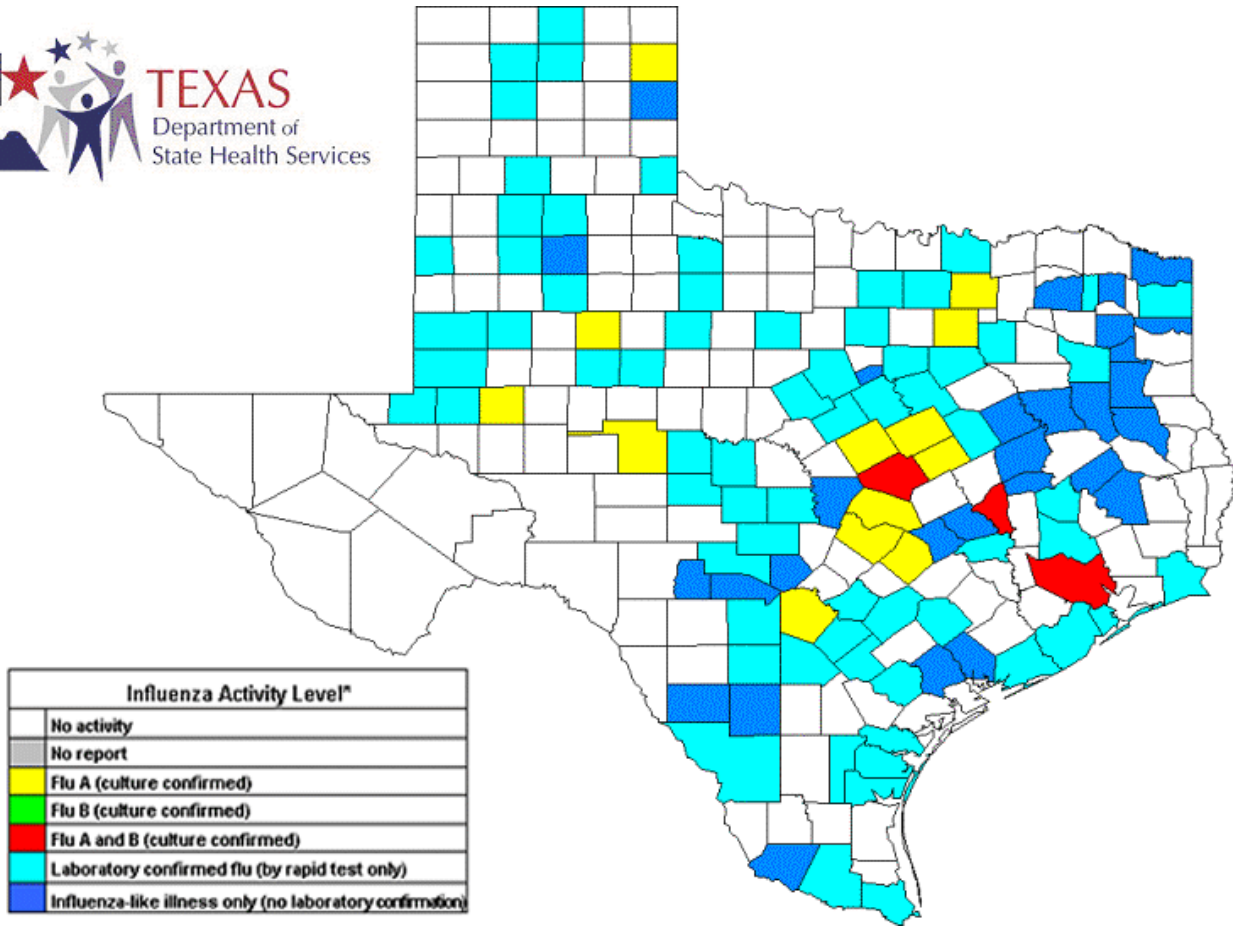 TEXAS
Department of
State Health Services
Influenza Activity Level*
No activity
No report
Flu A (culture confirmed)
Flu B (culture confirmed)
Flu A and B (culture confirmed)
Laboratory confirmed flu (by rapid test only)
Influenza-like illness only (no laboratory confirmation)